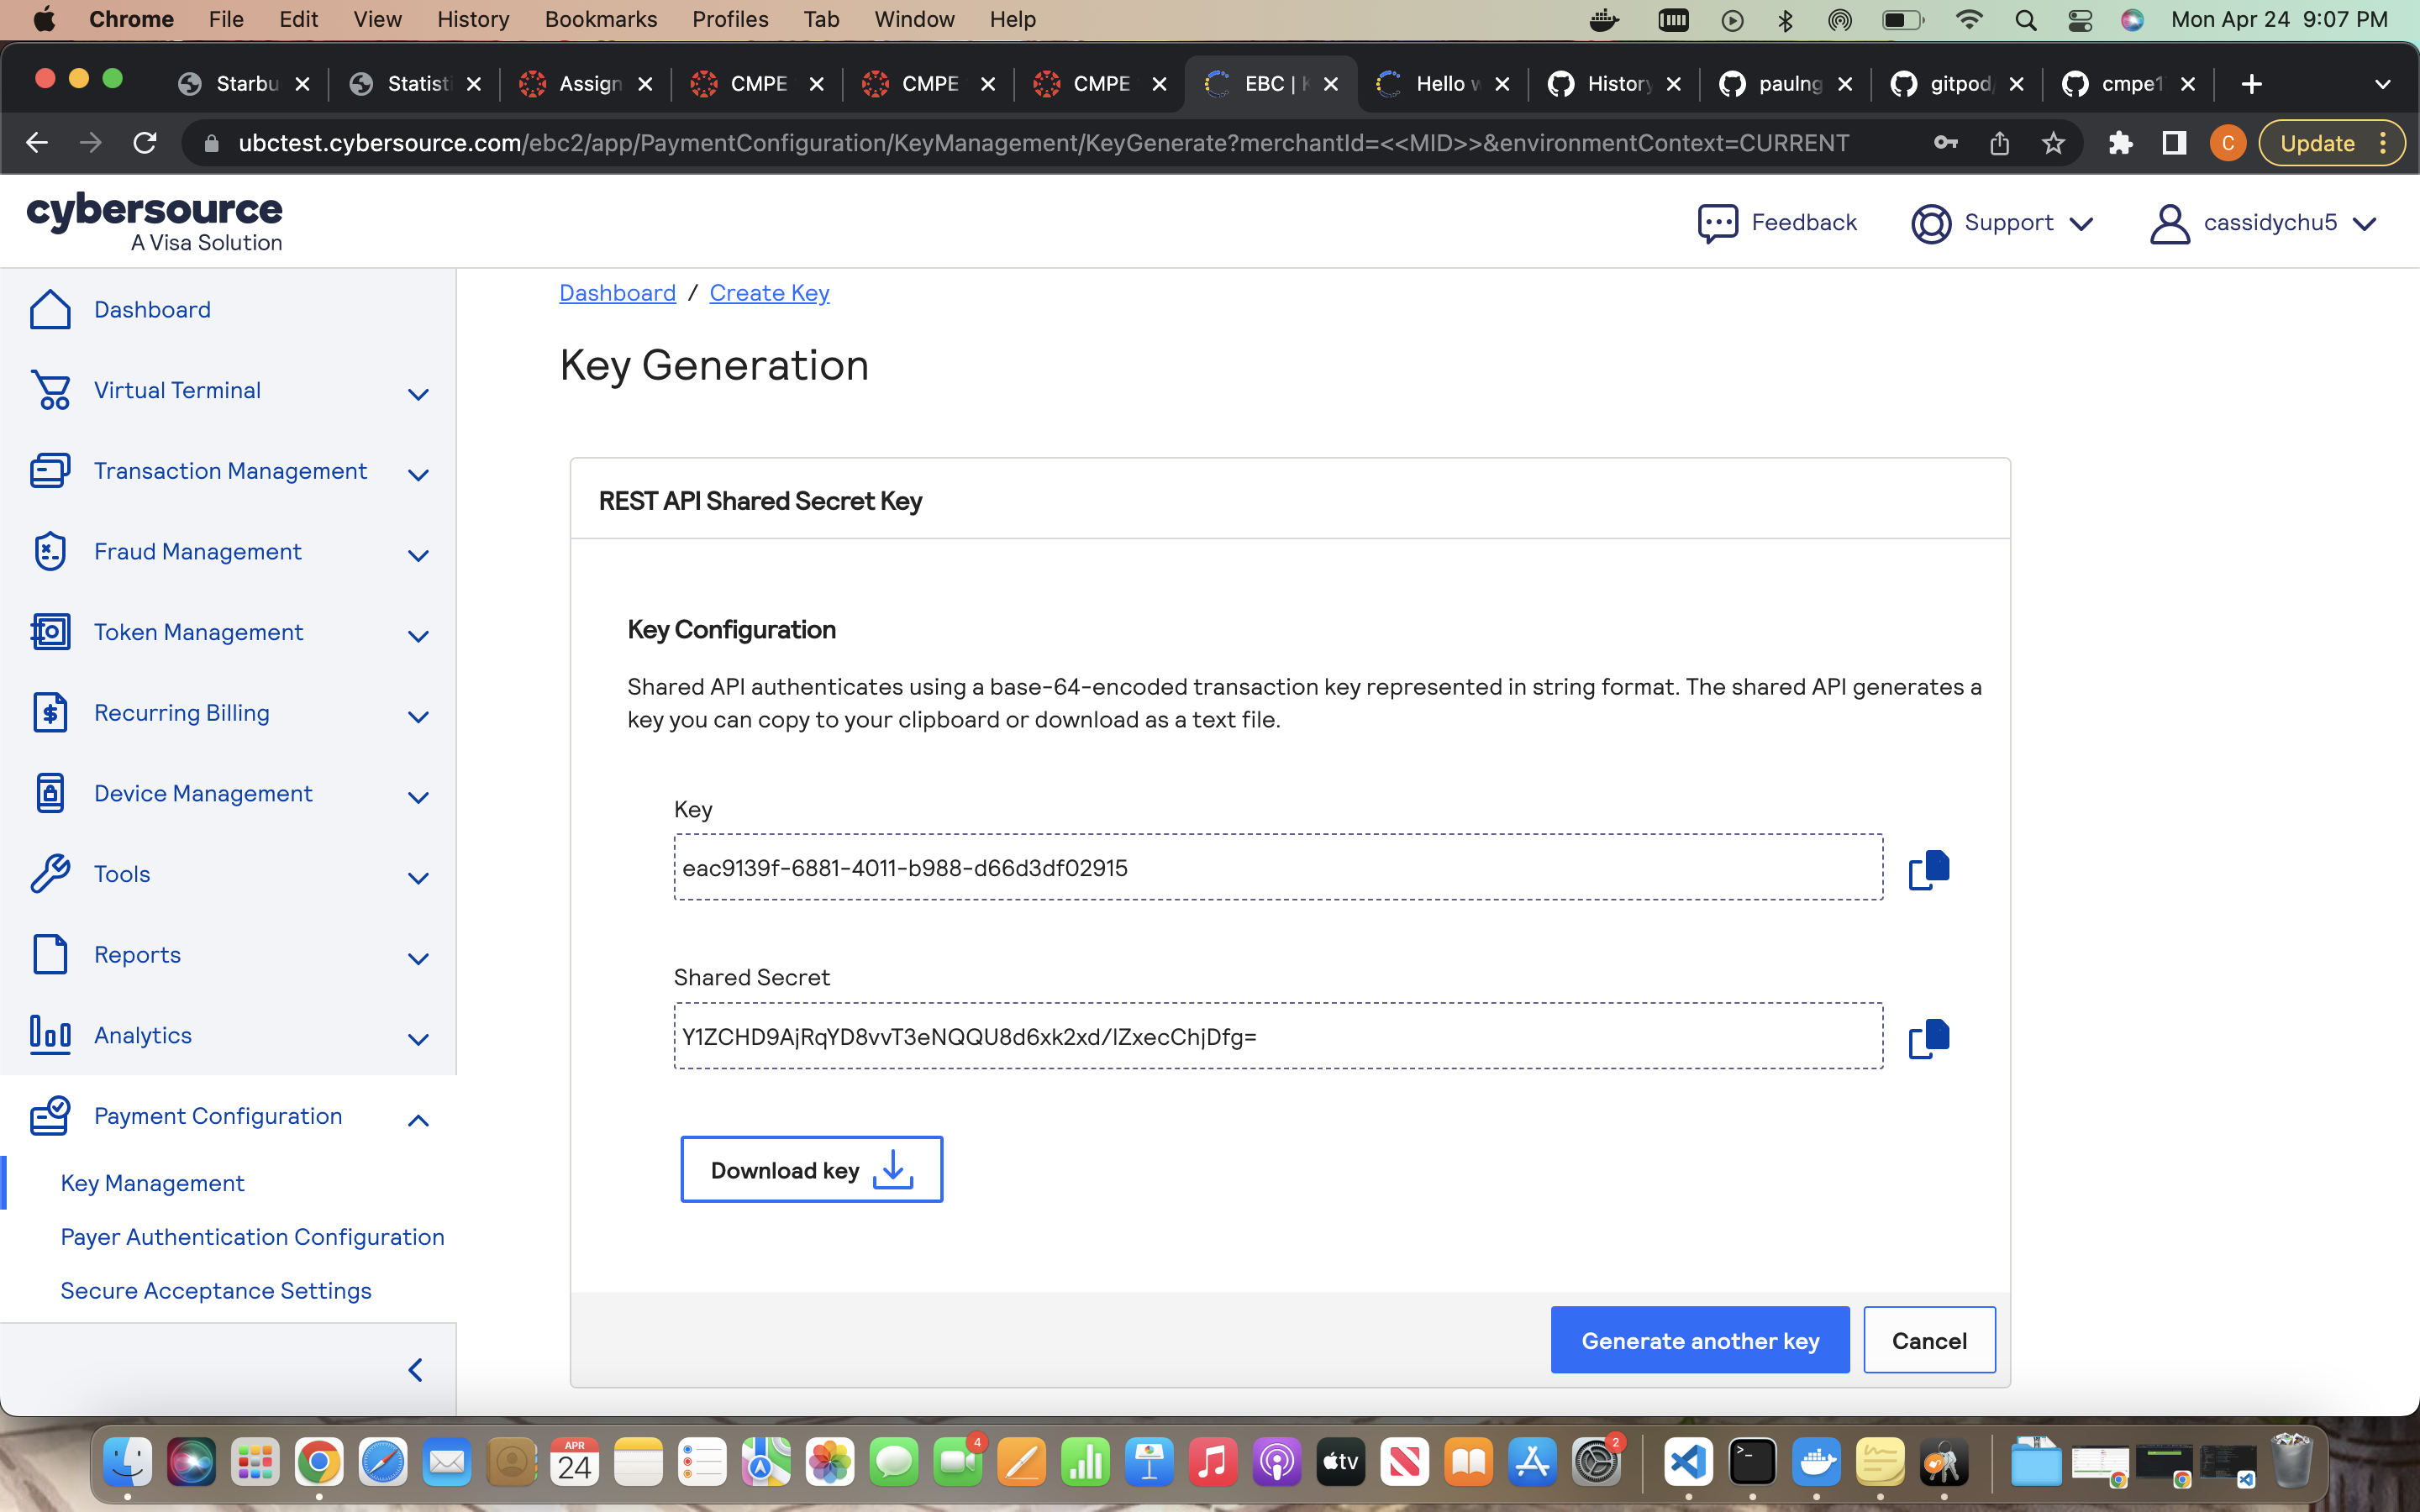 Chrome File Edit View History Bookmarks Profiles Tab Window Help Mon Apr 24 9:07 PM
Starbu Statisti Assign CMPE CMPE CMPE EBC | Hello w History paulng gitpod/ cmpe1
ubctest.cybersource.com/ebc2/app/PaymentConfiguration/KeyManagement/KeyGenerate?merchantId=<<MID>>&environmentContext=CURRENT C Update
cybersource
A Visa Solution
Feedback Support cassidychu5
Dashboard
Virtual Terminal
Transaction Management
Fraud Management
Token Management
Recurring Billing
Device Management
Tools
Reports
Analytics
Payment Configuration
Key Management
Payer Authentication Configuration
Secure Acceptance Settings
Dashboard / Create Key
Key Generation
REST API Shared Secret Key
Key Configuration
Shared API authenticates using a base-64-encoded transaction key represented in string format. The shared API generates a
key you can copy to your clipboard or download as a text file.
Key
eac9139f-6881-4011-b988-d66d3df02915
Shared Secret
Y1ZCHD9AjRqYD8vvT3eNQQU8d6xk2xd/lZxecChjDfg=
Download key
Generate another key Cancel
APR
24
4
tv
2